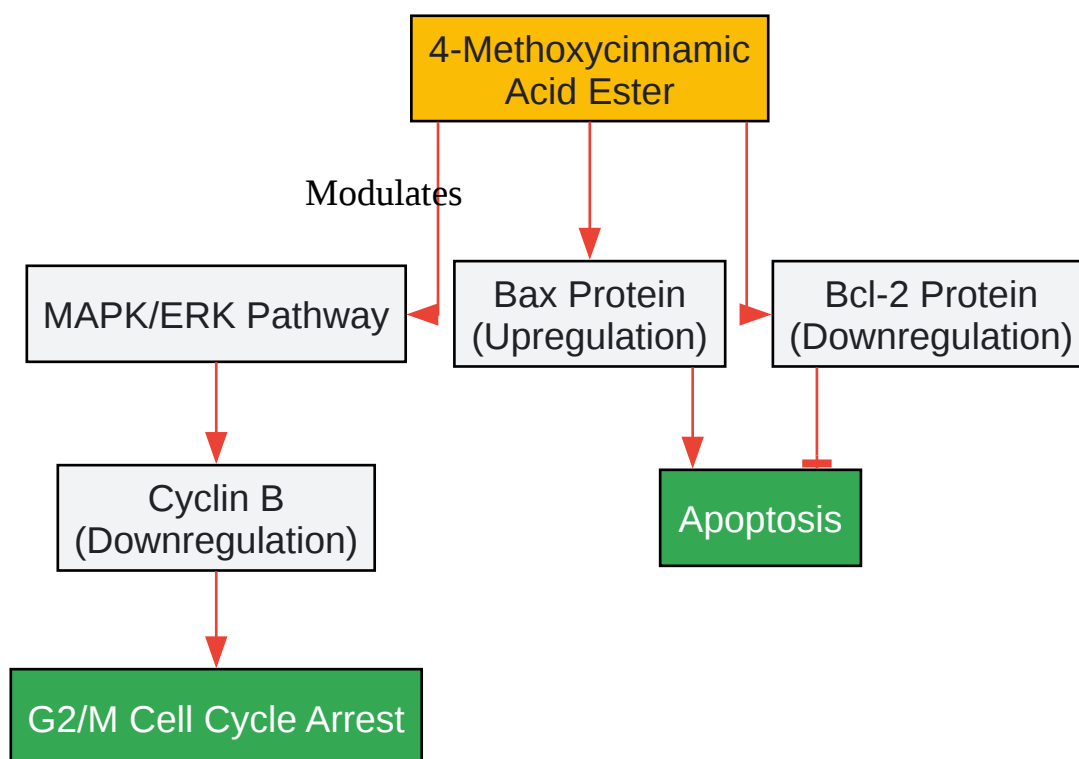 4-Methoxycinnamic
Acid Ester
Modulates
MAPK/ERK Pathway
Bax Protein
(Upregulation)
Bcl-2 Protein
(Downregulation)
Cyclin B
(Downregulation)
Apoptosis
G2/M Cell Cycle Arrest